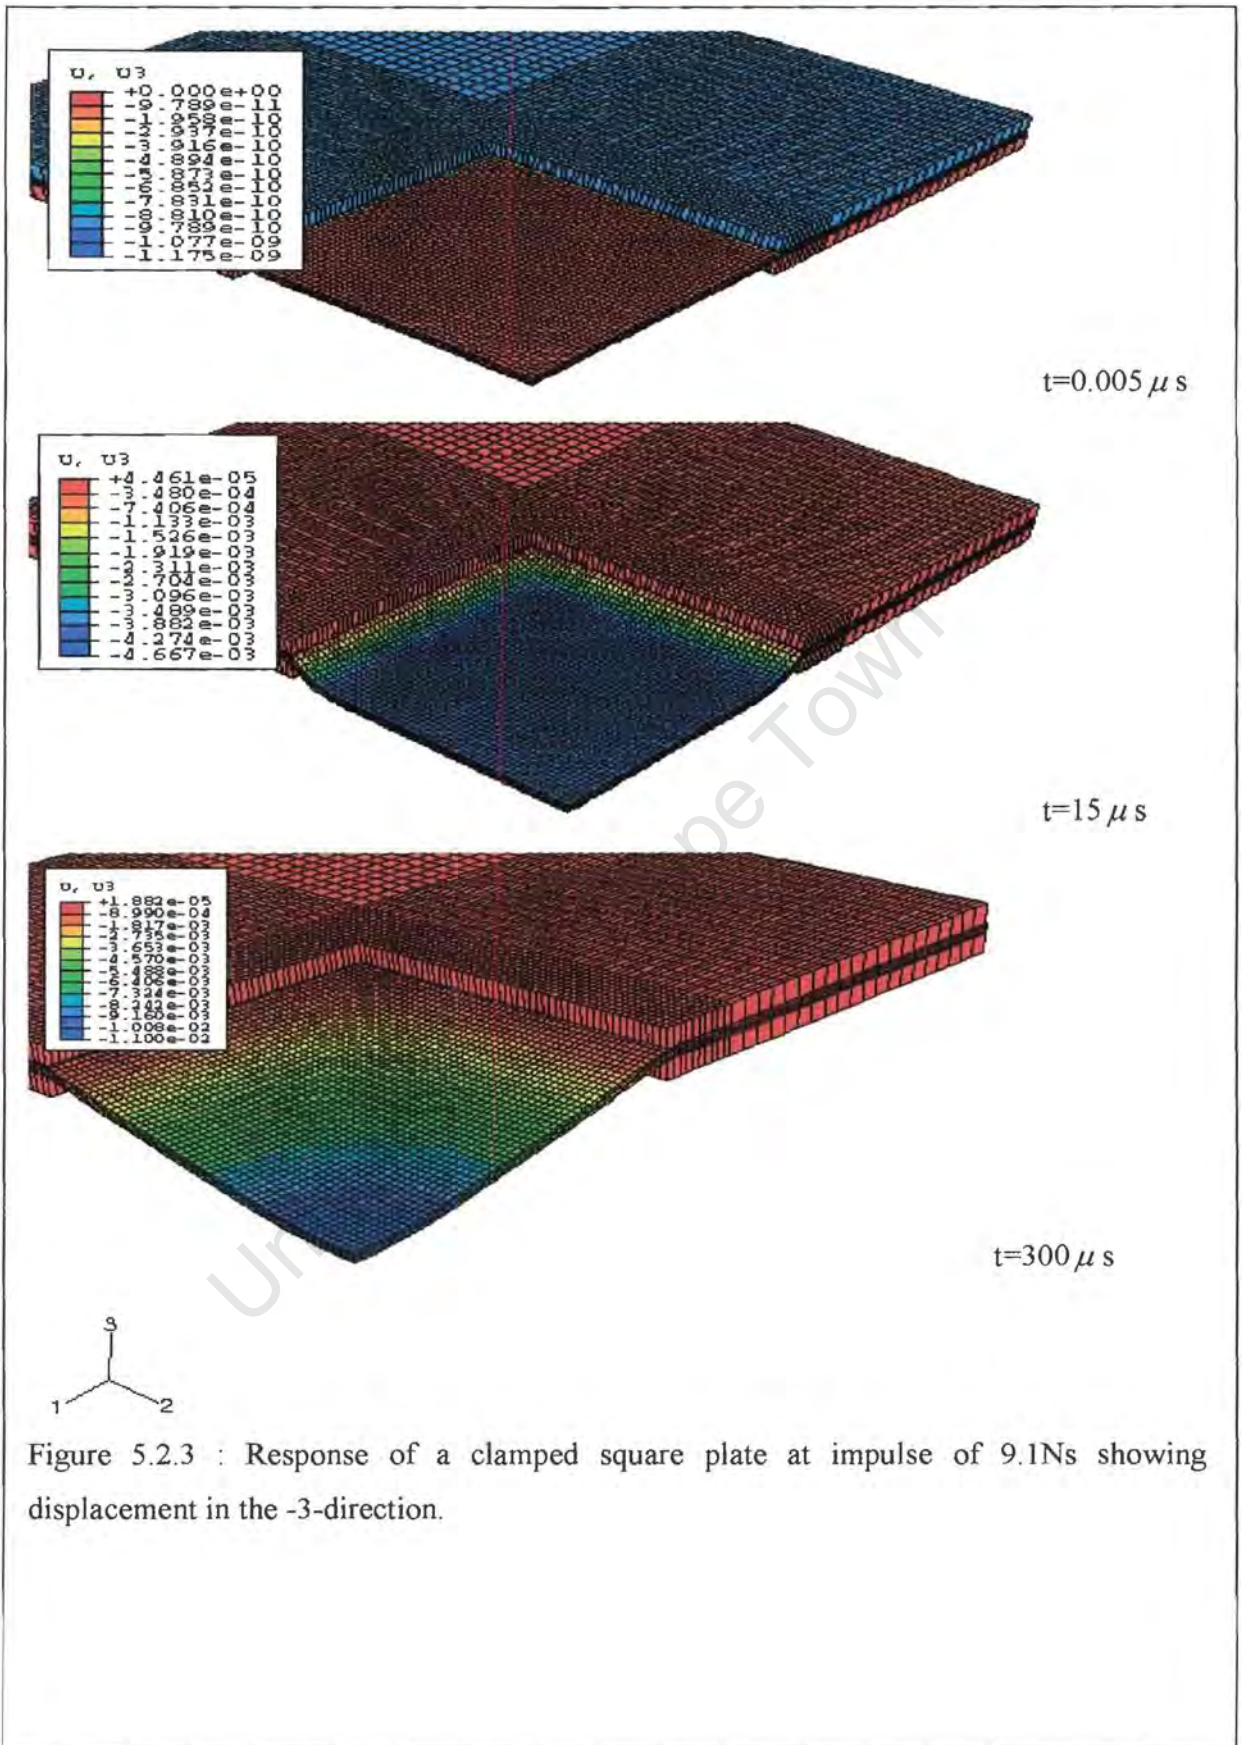 U, U3
+0.000e+00
-9.789e-11
-1.958e-10
-2.937e-10
-3.916e-10
-4.894e-10
-5.873e-10
-6.852e-10
-7.831e-10
-8.810e-10
-9.789e-10
-1.077e-09
-1.175e-09
t=0.005 μ s
U, U3
+4.461e-05
-3.480e-04
-7.406e-04
-1.133e-03
-1.526e-03
-1.919e-03
-2.311e-03
-2.704e-03
-3.096e-03
-3.489e-03
-3.882e-03
-4.274e-03
-4.667e-03
t=15 μ s
U, U3
+1.882e-05
-8.990e-04
-1.817e-03
-2.735e-03
-3.653e-03
-4.570e-03
-5.488e-03
-6.406e-03
-7.324e-03
-8.242e-03
-9.160e-03
-1.008e-02
-1.100e-02
t=300 μ s
3
1 2
Figure 5.2.3 : Response of a clamped square plate at impulse of 9.1Ns showing
displacement in the -3-direction.